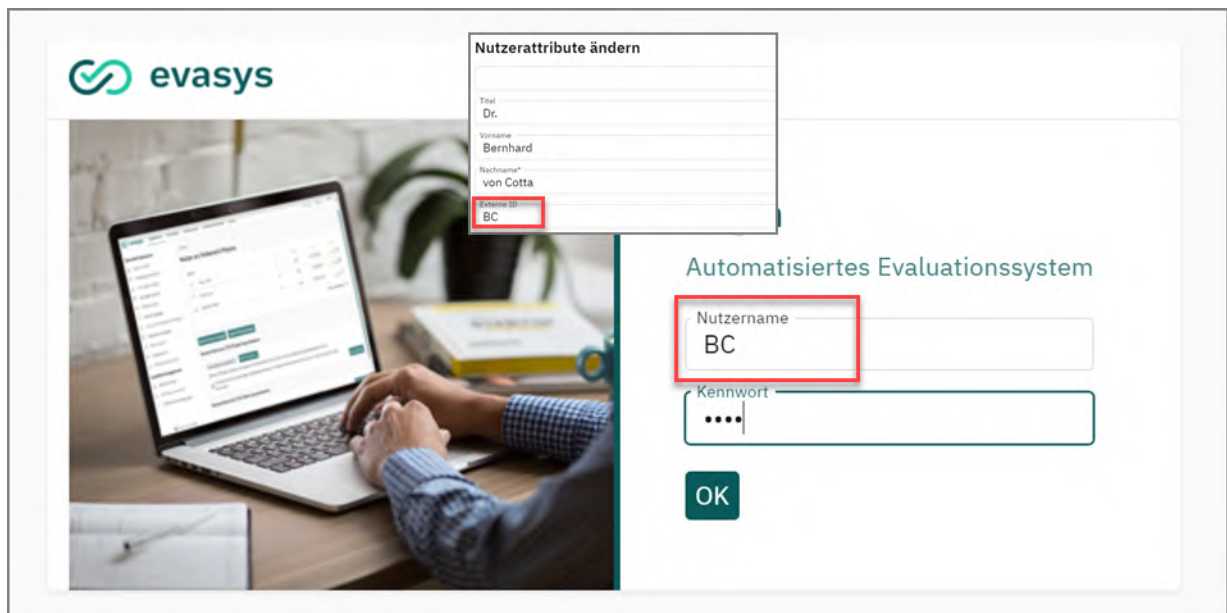 evasys
Nutzerattribute ändern
Titel
Dr.
Vorname
Bernhard
Nachname*
von Cotta
Externe ID
BC
Automatisiertes Evaluationssystem
Nutzername
BC
Kennwort
••••
OK